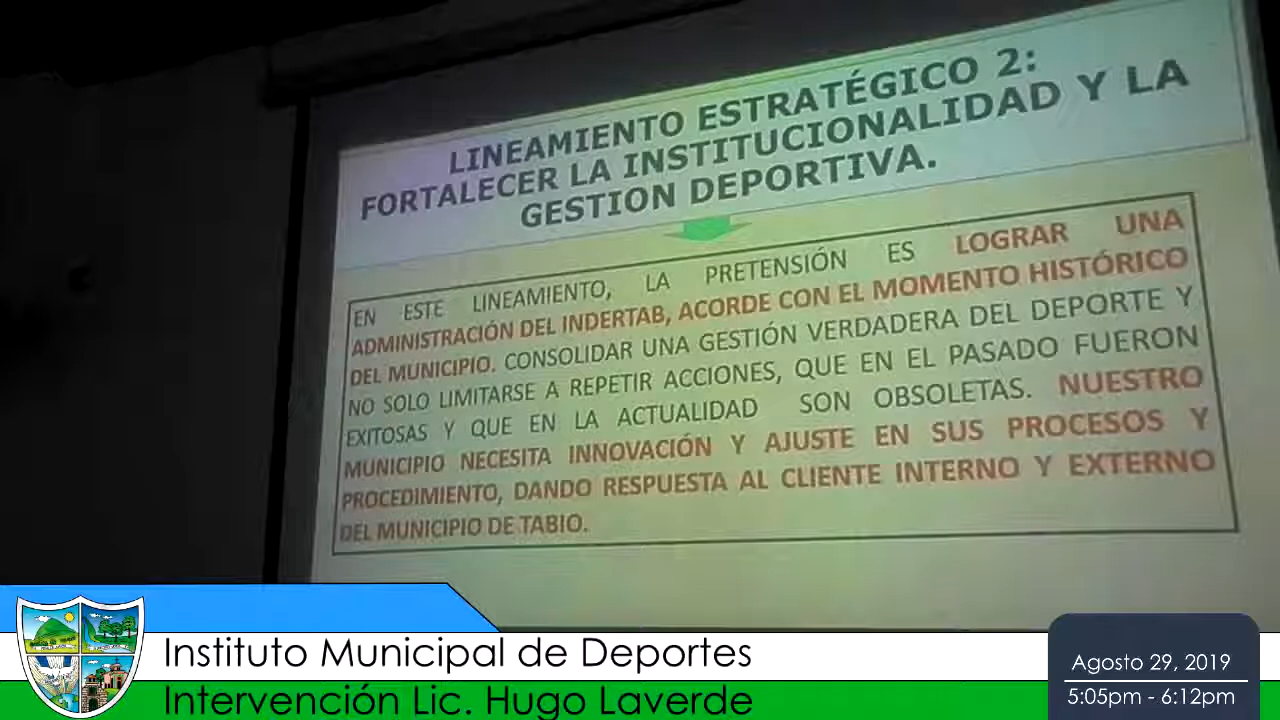 LINEAMIENTO ESTRATÉGICO 2:
FORTALECER LA INSTITUCIONALIDAD Y LA
GESTION DEPORTIVA.
EN ESTE LINEAMIENTO, LA PRETENSIÓN ES LOGRAR UNA
ADMINISTRACIÓN DEL INDERTAB, ACORDE CON EL MOMENTO HISTÓRICO
DEL MUNICIPIO. CONSOLIDAR UNA GESTIÓN VERDADERA DEL DEPORTE Y
NO SOLO LIMITARSE A REPETIR ACCIONES, QUE EN EL PASADO FUERON
EXITOSAS Y QUE EN LA ACTUALIDAD SON OBSOLETAS. NUESTRO
MUNICIPIO NECESITA INNOVACIÓN Y AJUSTE EN SUS PROCESOS Y
PROCEDIMIENTO, DANDO RESPUESTA AL CLIENTE INTERNO Y EXTERNO
DEL MUNICIPIO DE TABIO.
Instituto Municipal de Deportes
Intervención Lic. Hugo Laverde
Agosto 29, 2019
5:05pm - 6:12pm